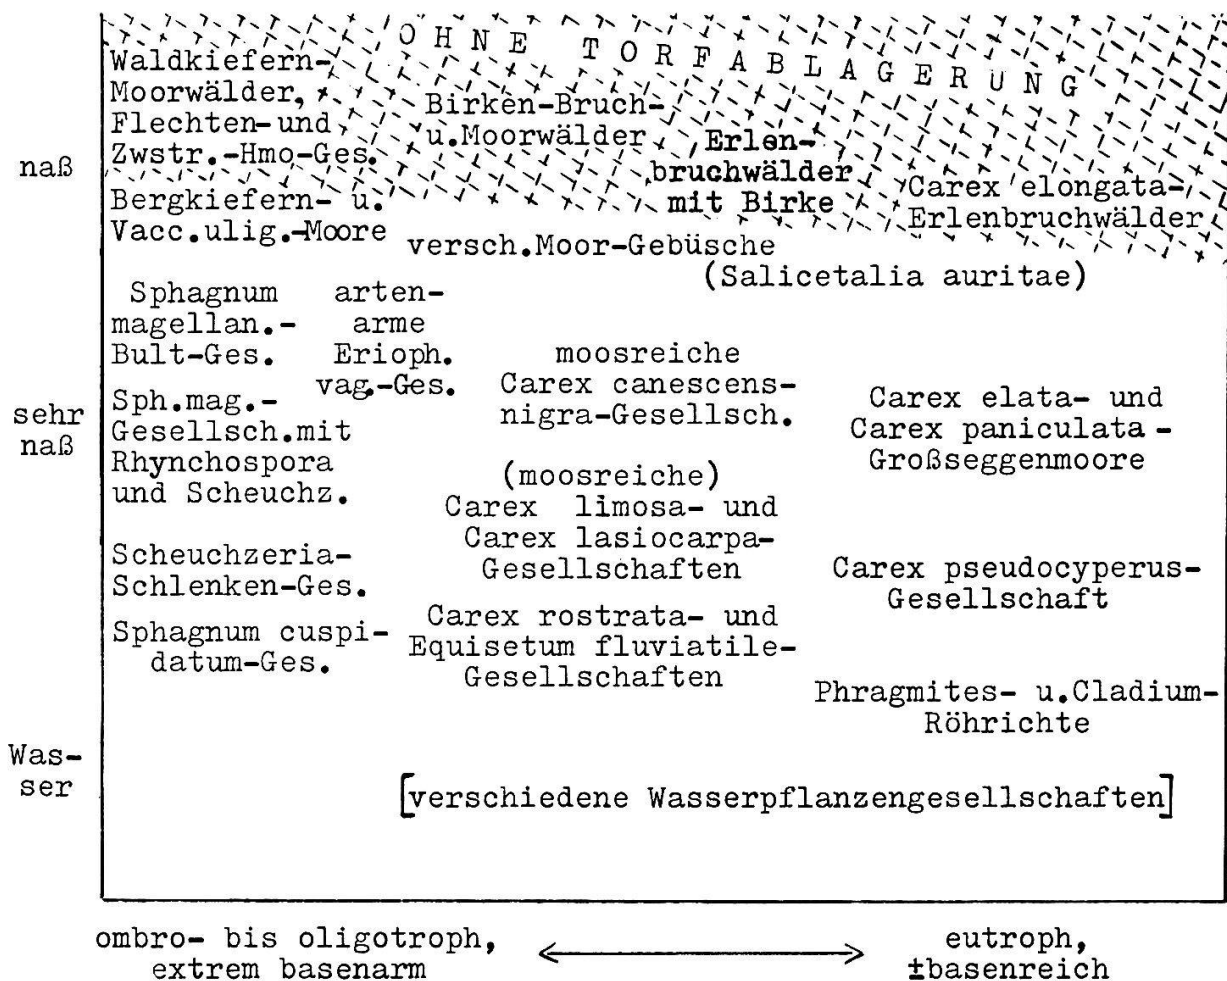 OHNE TORFABLAGERUNG
Waldkiefern-
Moorwälder,
Flechten-und
Zwstr.-Hmo-Ges.
Birken-Bruch-
u.Moorwälder
Erlen-
bruchwälder
mit Birke
Carex elongata-
Erlenbruchwälder
naß
Bergkiefern- u.
Vacc.ulig.-Moore
versch.Moor-Gebüsche
(Salicetalia auritae)
Sphagnum
magellan.-
Bult-Ges.
arten-
arme
Erioph.
vag.-Ges.
moosreiche
Carex canescens-
nigra-Gesellsch.
sehr
naß
Sph.mag.-
Gesellsch.mit
Rhynchospora
und Scheuchz.
Carex elata- und
Carex paniculata-
Großseggenmoore
(moosreiche)
Carex limosa- und
Carex lasiocarpa-
Gesellschaften
Scheuchzeria-
Schlenken-Ges.
Carex pseudocyperus-
Gesellschaft
Sphagnum cuspi-
datum-Ges.
Carex rostrata- und
Equisetum fluviatile-
Gesellschaften
Phragmites- u.Cladium-
Röhrichte
Was-
ser
[verschiedene Wasserpflanzengesellschaften]
ombro- bis oligotroph,
extrem basenarm
eutroph,
±basenreich